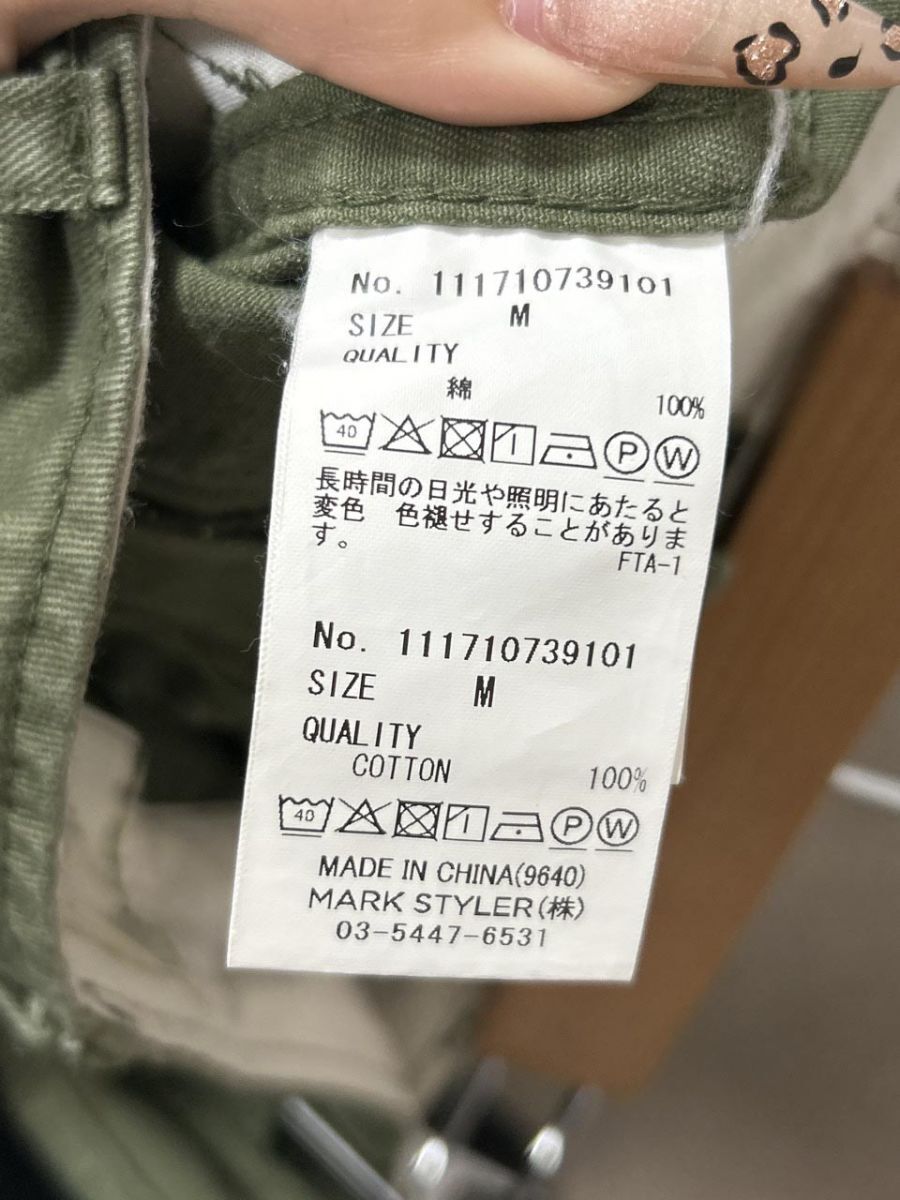 No. 111710739101
SIZE M
QUALITY
綿 100%
40 P W
長時間の日光や照明にあたると
変色 色褪せすることがありま
す。
FTA-1
No. 111710739101
SIZE M
QUALITY
COTTON 100%
40 P W
MADE IN CHINA(9640)
MARK STYLER(株)
03-5447-6531